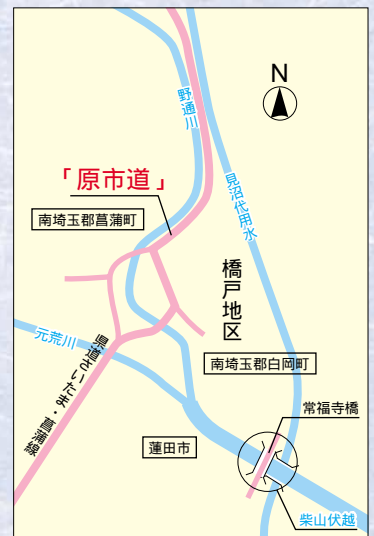 N
野通川
「原市道」
見沼代用水
南埼玉郡菖蒲町
橋戸地区
元荒川
県道さいたま・菖蒲線
南埼玉郡白岡町
常福寺橋
蓮田市
柴山伏越